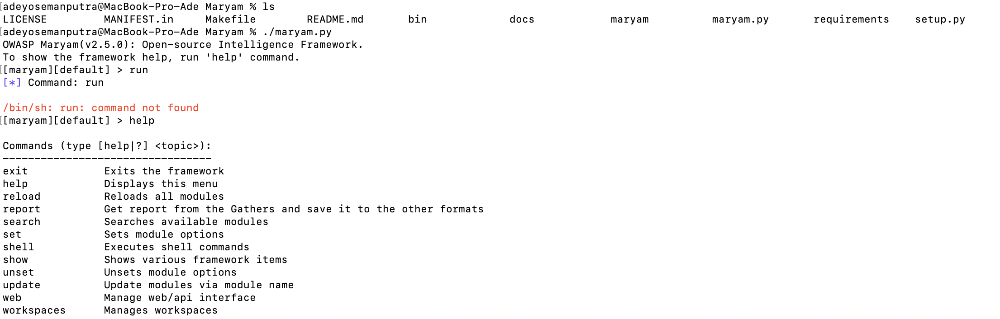 [adeyosemanputra@MacBook-Pro-Ade Maryam % ls
LICENSE MANIFEST.in Makefile README.md bin docs maryam maryam.py requirements setup.py
[adeyosemanputra@MacBook-Pro-Ade Maryam % ./maryam.py
OWASP Maryam(v2.5.0): Open-source Intelligence Framework.
To show the framework help, run 'help' command.
[[maryam][default] > run
[*] Command: run
/bin/sh: run: command not found
[[maryam][default] > help
Commands (type [help|?] <topic>):
---------------------------------
exit Exits the framework
help Displays this menu
reload Reloads all modules
report Get report from the Gathers and save it to the other formats
search Searches available modules
set Sets module options
shell Executes shell commands
show Shows various framework items
unset Unsets module options
update Update modules via module name
web Manage web/api interface
workspaces Manages workspaces